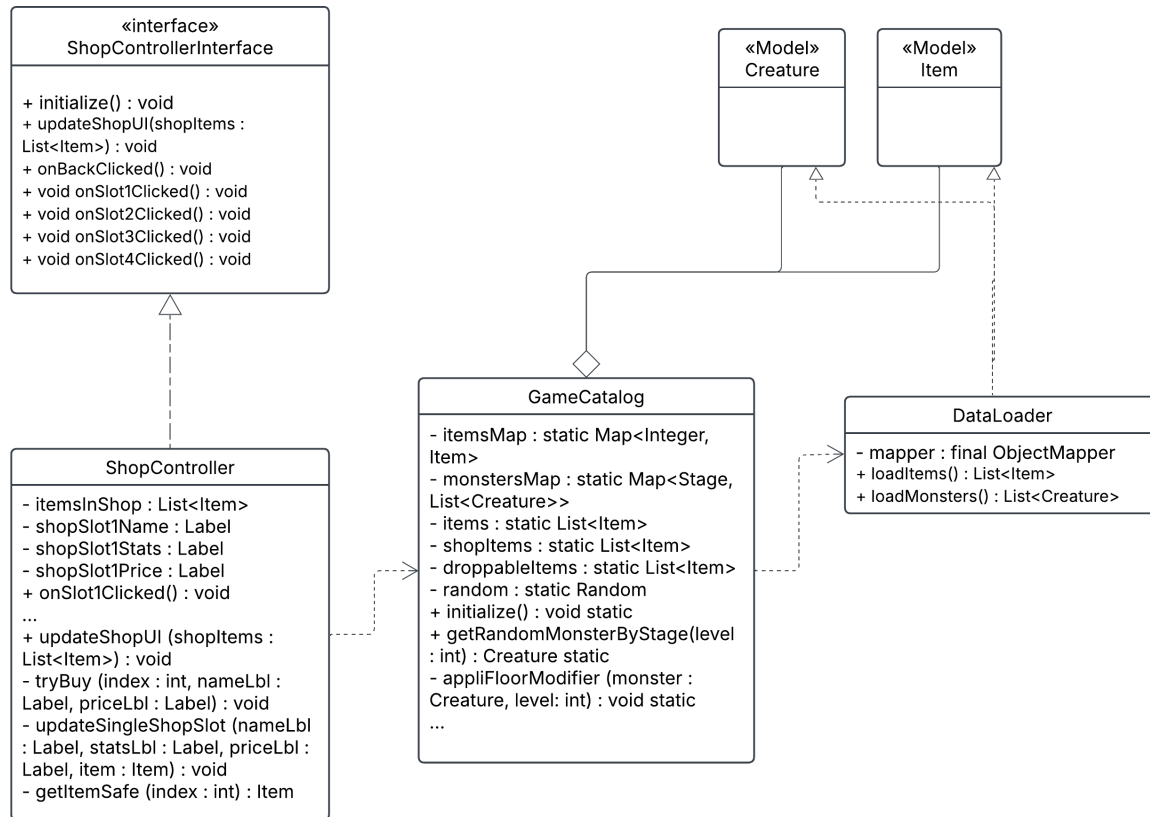 «interface»
ShopControllerInterface
+ initialize() : void
+ updateShopUI(shopItems :
List<Item>) : void
+ onBackClicked() : void
+ void onSlot1Clicked() : void
+ void onSlot2Clicked() : void
+ void onSlot3Clicked() : void
+ void onSlot4Clicked() : void
«Model»
Creature
«Model»
Item
ShopController
- itemsInShop : List<Item>
- shopSlot1Name : Label
- shopSlot1Stats : Label
- shopSlot1Price : Label
+ onSlot1Clicked() : void
...
+ updateShopUI (shopItems :
List<Item>) : void
- tryBuy (index : int, nameLbl :
Label, priceLbl : Label) : void
- updateSingleShopSlot (nameLbl
: Label, statsLbl : Label, priceLbl :
Label, item : Item) : void
- getItemSafe (index : int) : Item
GameCatalog
- itemsMap : static Map<Integer,
Item>
- monstersMap : static Map<Stage,
List<Creature>>
- items : static List<Item>
- shopItems : static List<Item>
- droppableItems : static List<Item>
- random : static Random
+ initialize() : void static
+ getRandomMonsterByStage(level
: int) : Creature static
- appliFloorModifier (monster :
Creature, level: int) : void static
...
DataLoader
- mapper : final ObjectMapper
+ loadItems() : List<Item>
+ loadMonsters() : List<Creature>